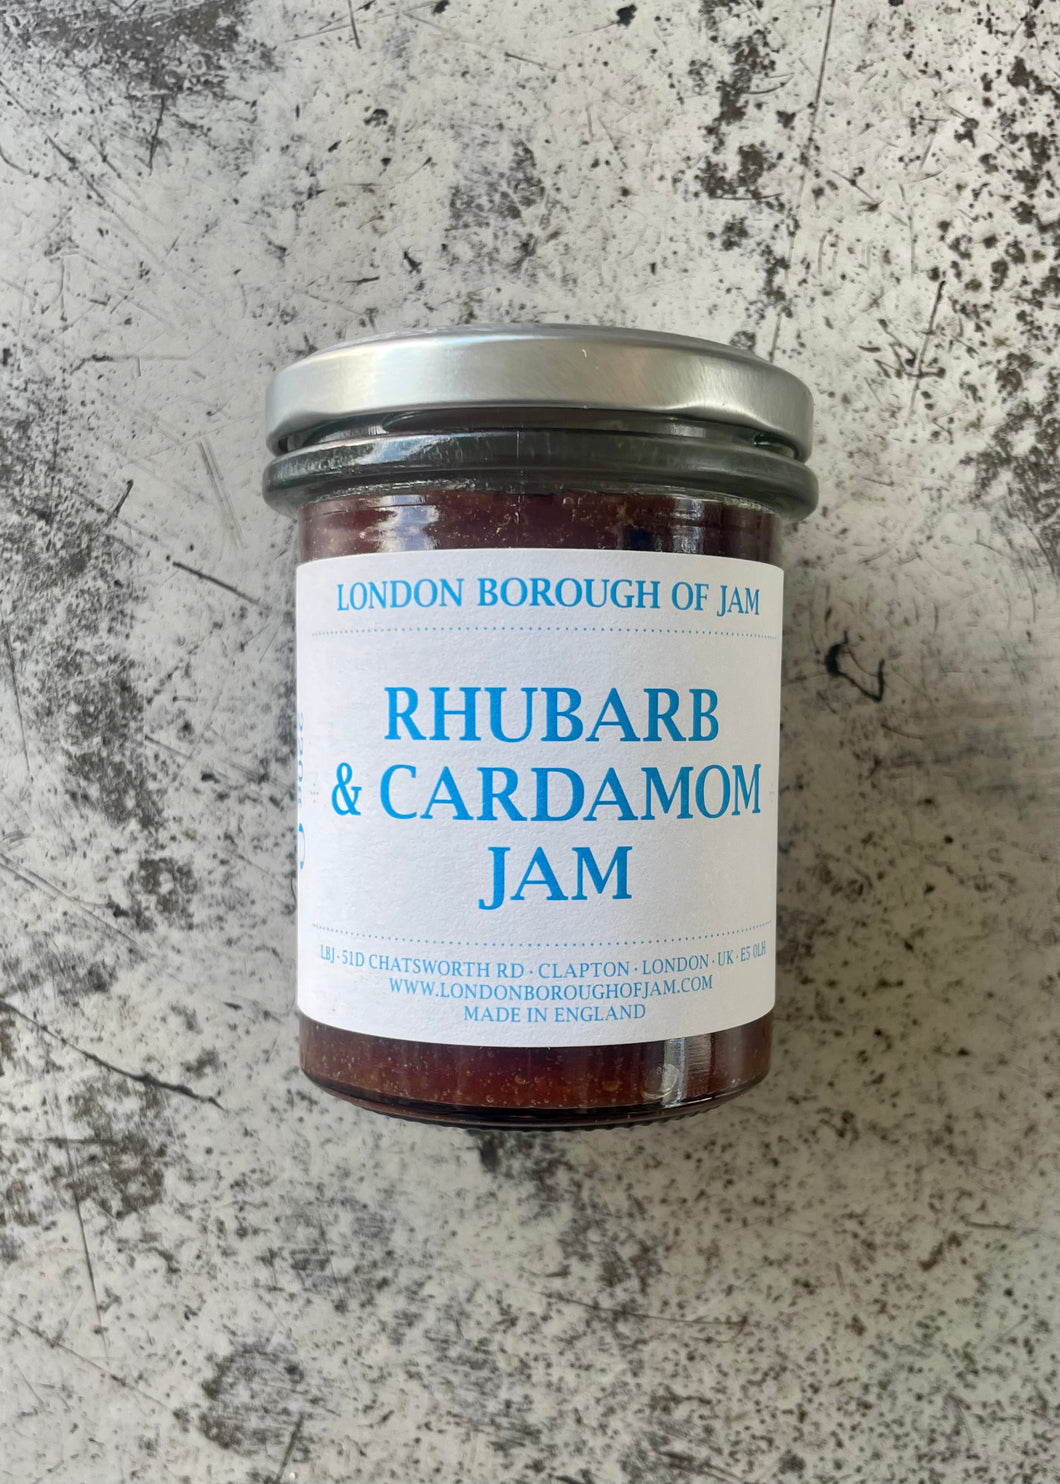 LONDON BOROUGH OF JAM
RHUBARB
& CARDAMOM
JAM
LBJ · 51D CHATSWORTH RD · CLAPTON · LONDON · UK · E5 0LH
WWW.LONDONBOROUGHOFJAM.COM
MADE IN ENGLAND